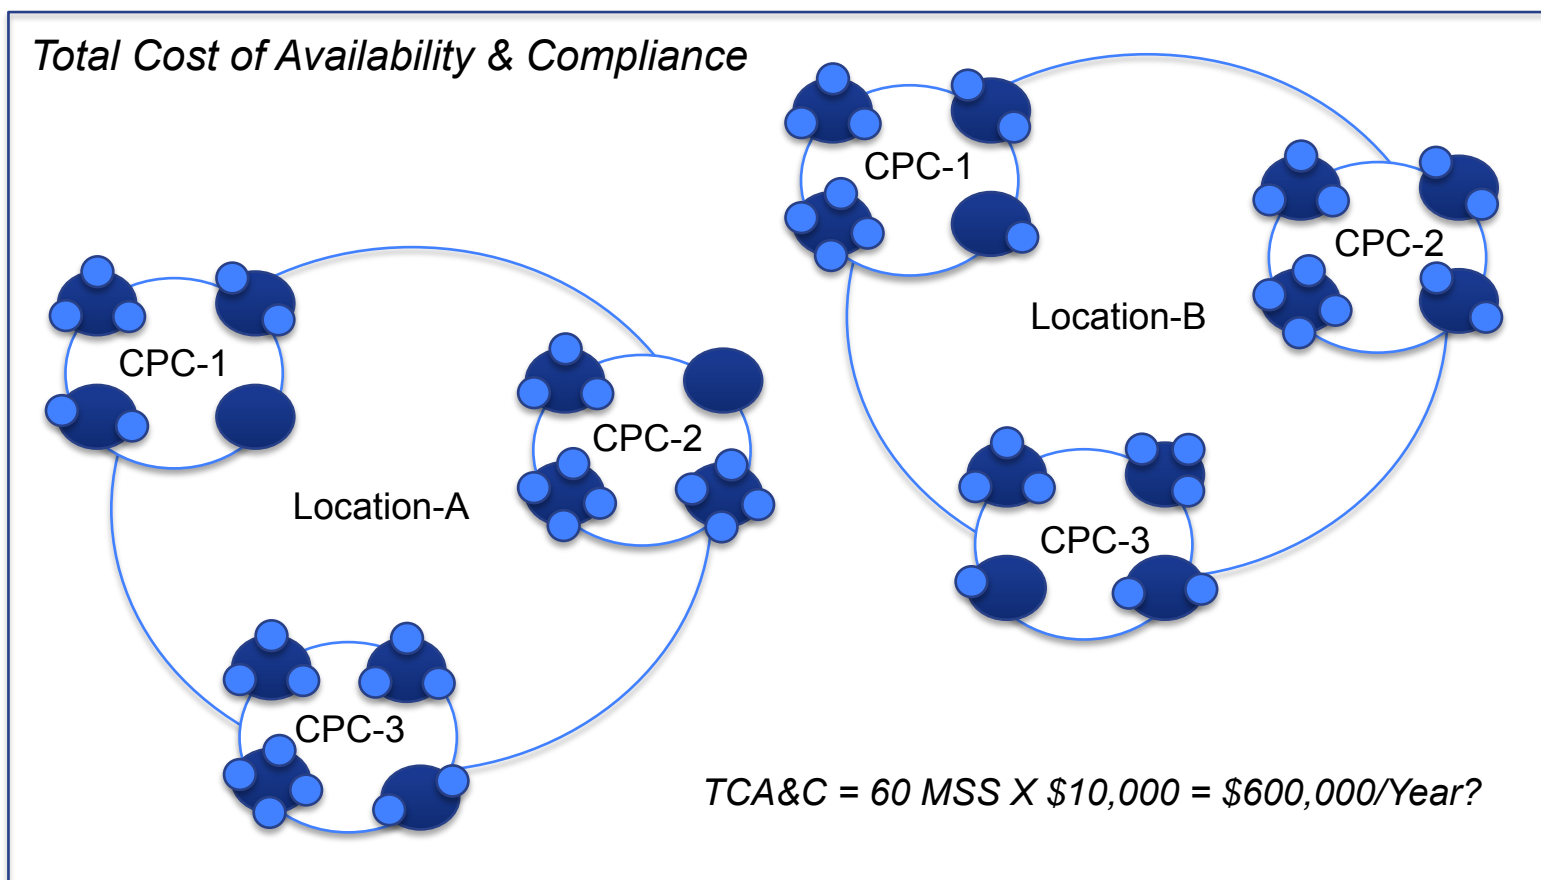 Total Cost of Availability & Compliance
CPC-1
CPC-2
Location-A
CPC-3
CPC-1
CPC-2
Location-B
CPC-3
TCA&C = 60 MSS X $10,000 = $600,000/Year?